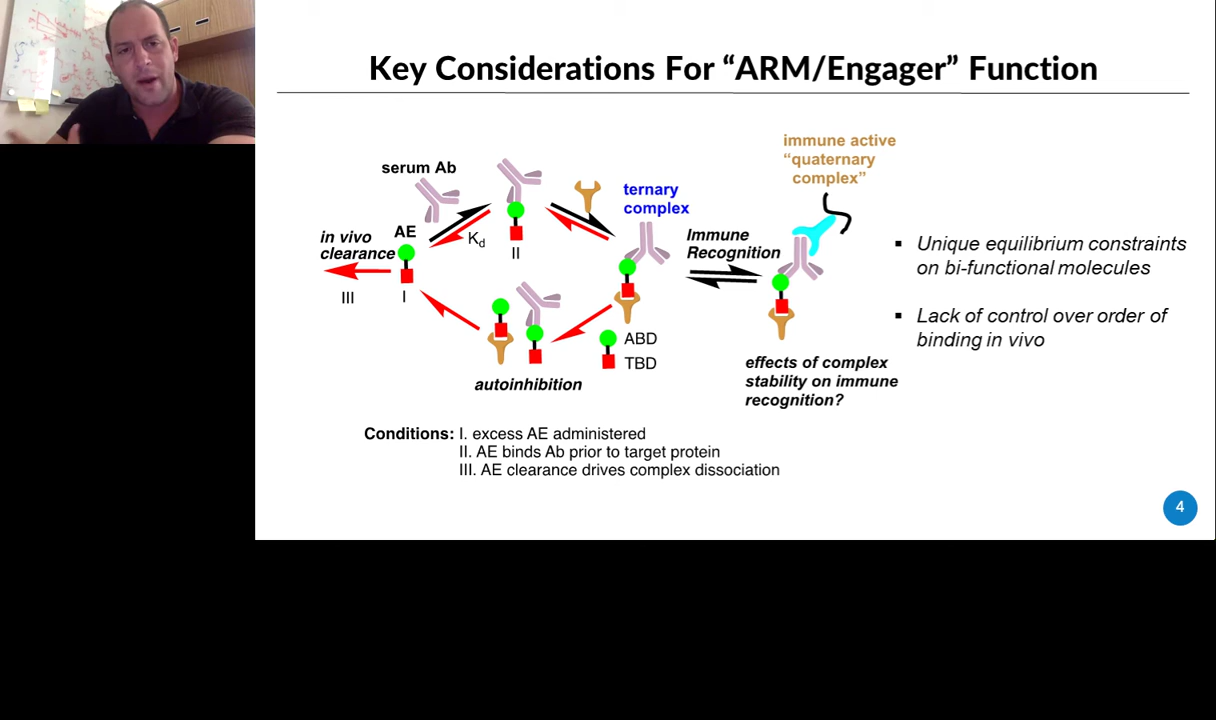 Key Considerations For “ARM/Engager” Function
immune active
“quaternary
complex”
serum Ab
ternary
complex
in vivo
clearance
AE
Kd
II
Immune
Recognition
III
I
ABD
TBD
autoinhibition
effects of complex
stability on immune
recognition?
▪ Unique equilibrium constraints
on bi-functional molecules
▪ Lack of control over order of
binding in vivo
Conditions: I. excess AE administered
II. AE binds Ab prior to target protein
III. AE clearance drives complex dissociation
4